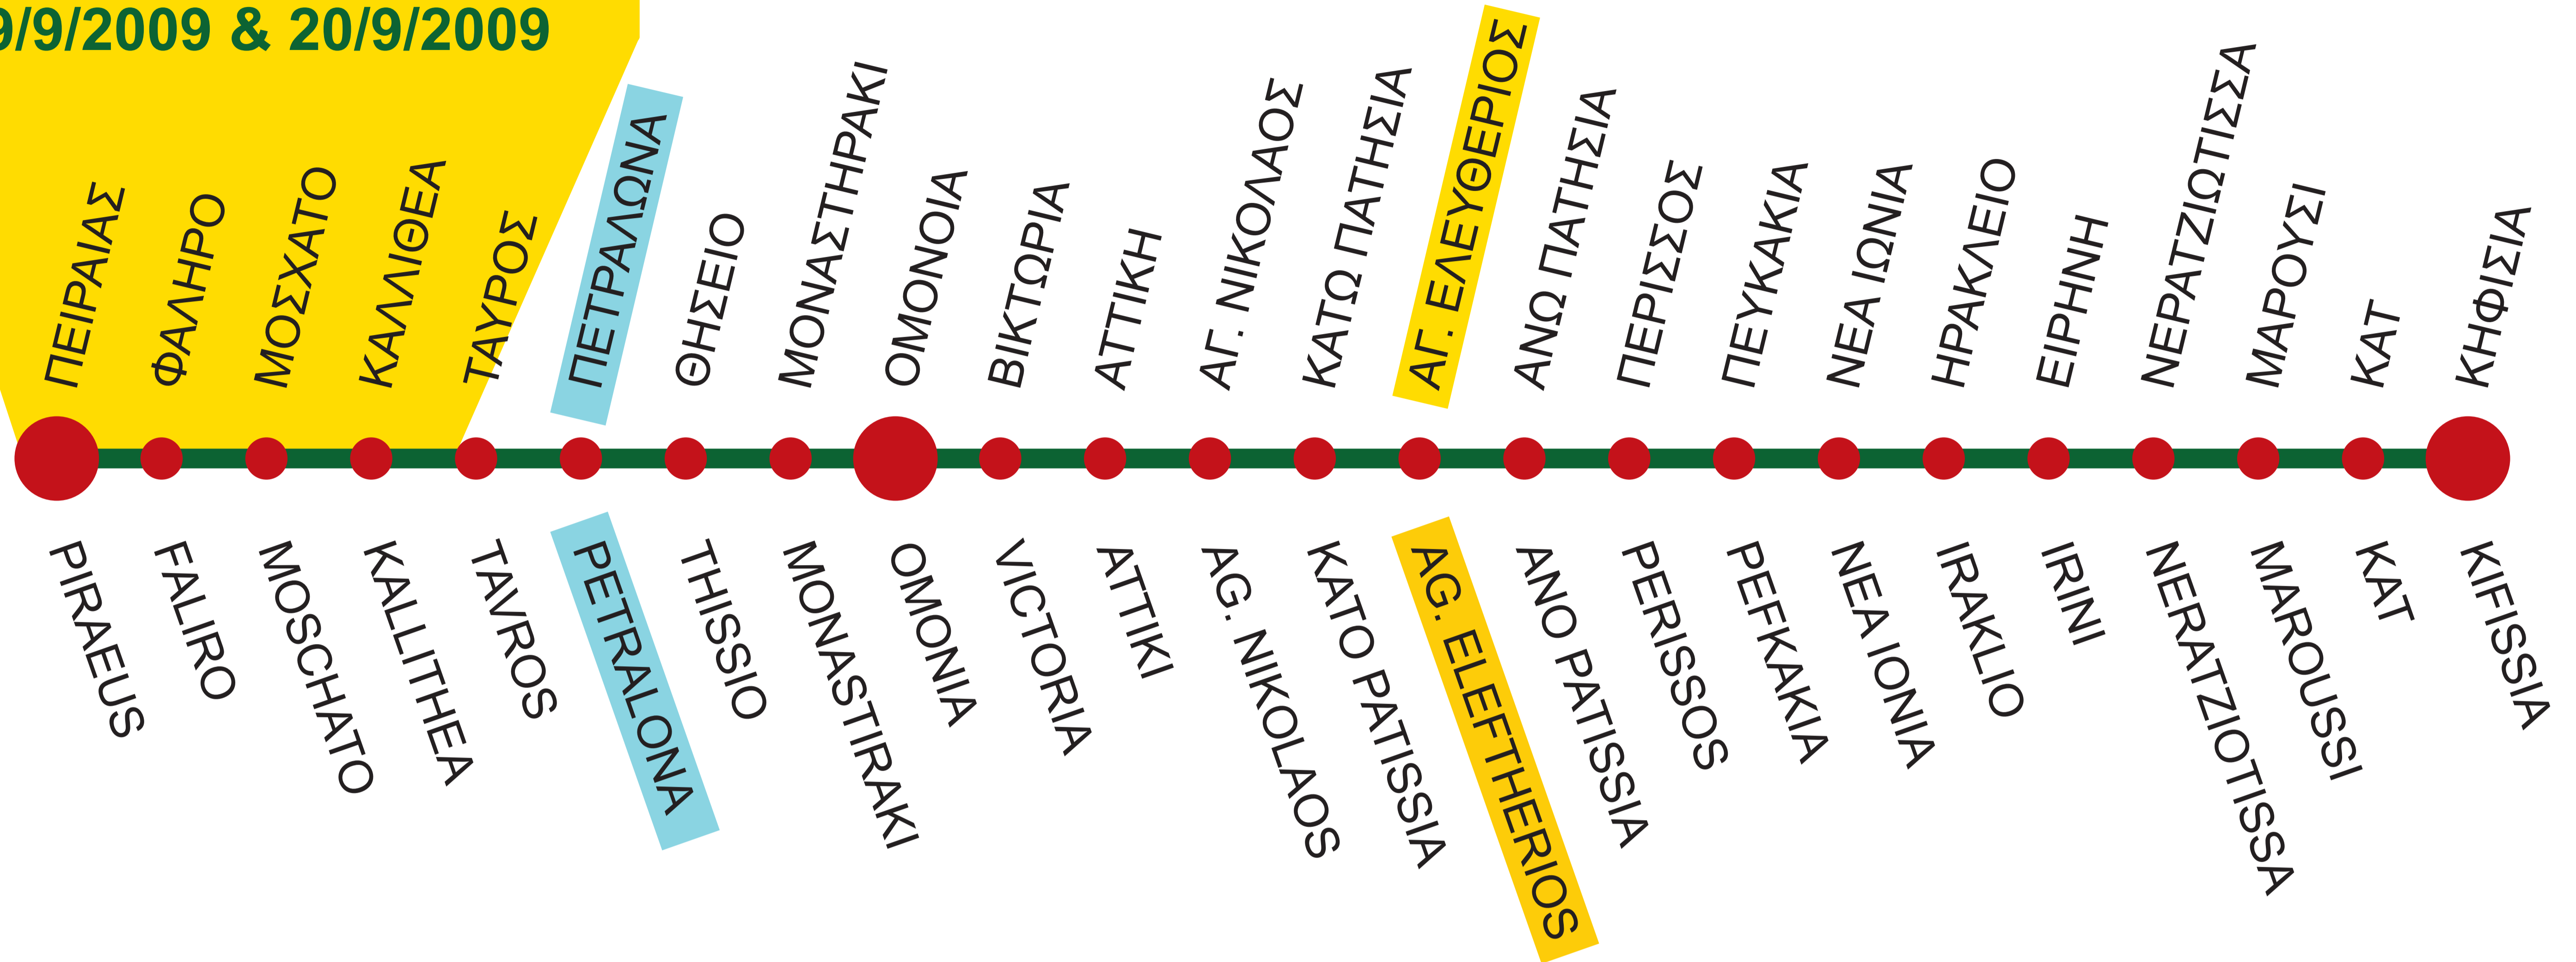 9/9/2009 & 20/9/2009
ΠΕΙΡΑΙΑΣ
ΦΑΛΗΡΟ
ΜΟΣΧΑΤΟ
ΚΑΛΛΙΘΕΑ
ΤΑΥΡΟΣ
ΠΕΤΡΑΛΩΝΑ
ΘΗΣΕΙΟ
ΜΟΝΑΣΤΗΡΑΚΙ
ΟΜΟΝΟΙΑ
ΒΙΚΤΩΡΙΑ
ΑΤΤΙΚΗ
ΑΓ. ΝΙΚΟΛΑΟΣ
ΚΑΤΩ ΠΑΤΗΣΙΑ
ΑΓ. ΕΛΕΥΘΕΡΙΟΣ
ΑΝΩ ΠΑΤΗΣΙΑ
ΠΕΡΙΣΣΟΣ
ΠΕΥΚΑΚΙΑ
ΝΕΑ ΙΩΝΙΑ
ΗΡΑΚΛΕΙΟ
ΕΙΡΗΝΗ
ΝΕΡΑΤΖΙΩΤΙΣΣΑ
ΜΑΡΟΥΣΙ
ΚΑΤ
ΚΗΦΙΣΙΑ
PIRAEUS
FALIRO
MOSCHATO
KALLITHEA
TAVROS
PETRALONA
THISSIO
MONASTIRAKI
OMONIA
VICTORIA
ATTIKI
AG. NIKOLAOS
KATO PATISSIA
AG. ELEFTHERIOS
ANO PATISSIA
PERISSOS
PEFKAKIA
NEA IONIA
IRAKLIO
IRINI
NERATZIOTISSA
MAROUSSI
KAT
KIFISSIA